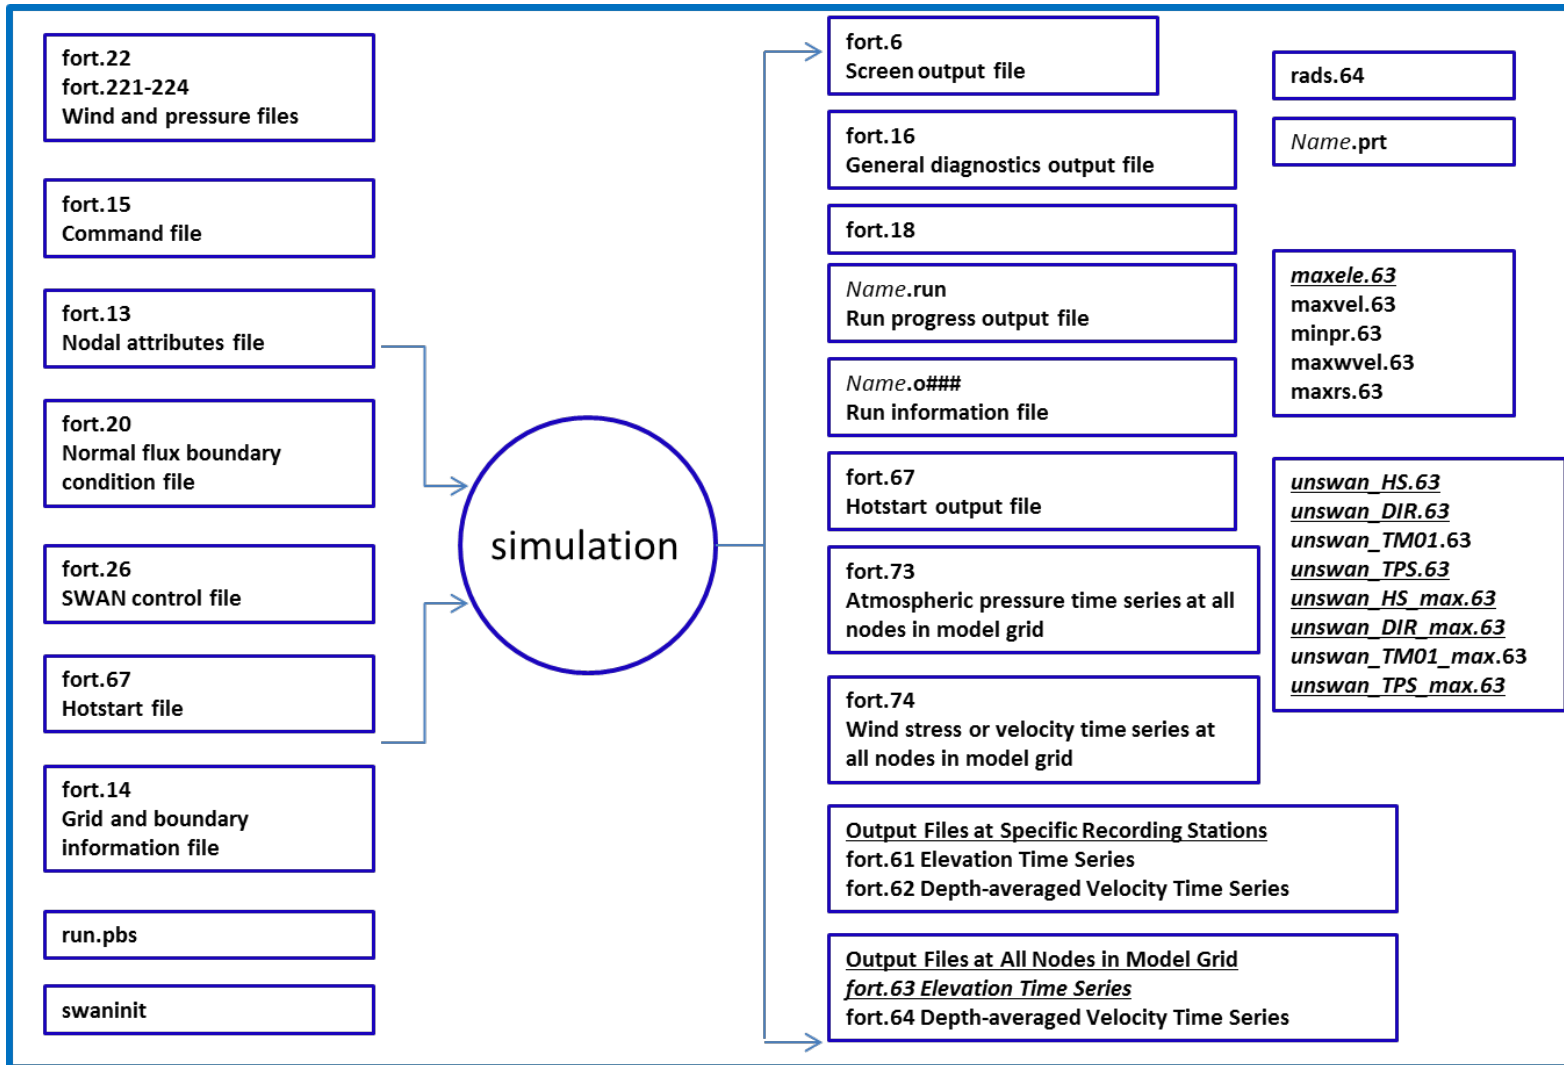 fort.22
fort.221-224
Wind and pressure files
fort.15
Command file
fort.13
Nodal attributes file
fort.20
Normal flux boundary
condition file
fort.26
SWAN control file
fort.67
Hotstart file
fort.14
Grid and boundary
information file
run.pbs
swaninit
simulation
fort.6
Screen output file
fort.16
General diagnostics output file
fort.18
Name.run
Run progress output file
Name.o###
Run information file
fort.67
Hotstart output file
fort.73
Atmospheric pressure time series at all
nodes in model grid
fort.74
Wind stress or velocity time series at
all nodes in model grid
Output Files at Specific Recording Stations
fort.61 Elevation Time Series
fort.62 Depth-averaged Velocity Time Series
Output Files at All Nodes in Model Grid
fort.63 Elevation Time Series
fort.64 Depth-averaged Velocity Time Series
rads.64
Name.prt
maxele.63
maxvel.63
minpr.63
maxwvel.63
maxrs.63
unswan_HS.63
unswan_DIR.63
unswan_TM01.63
unswan_TPS.63
unswan_HS_max.63
unswan_DIR_max.63
unswan_TM01_max.63
unswan_TPS_max.63